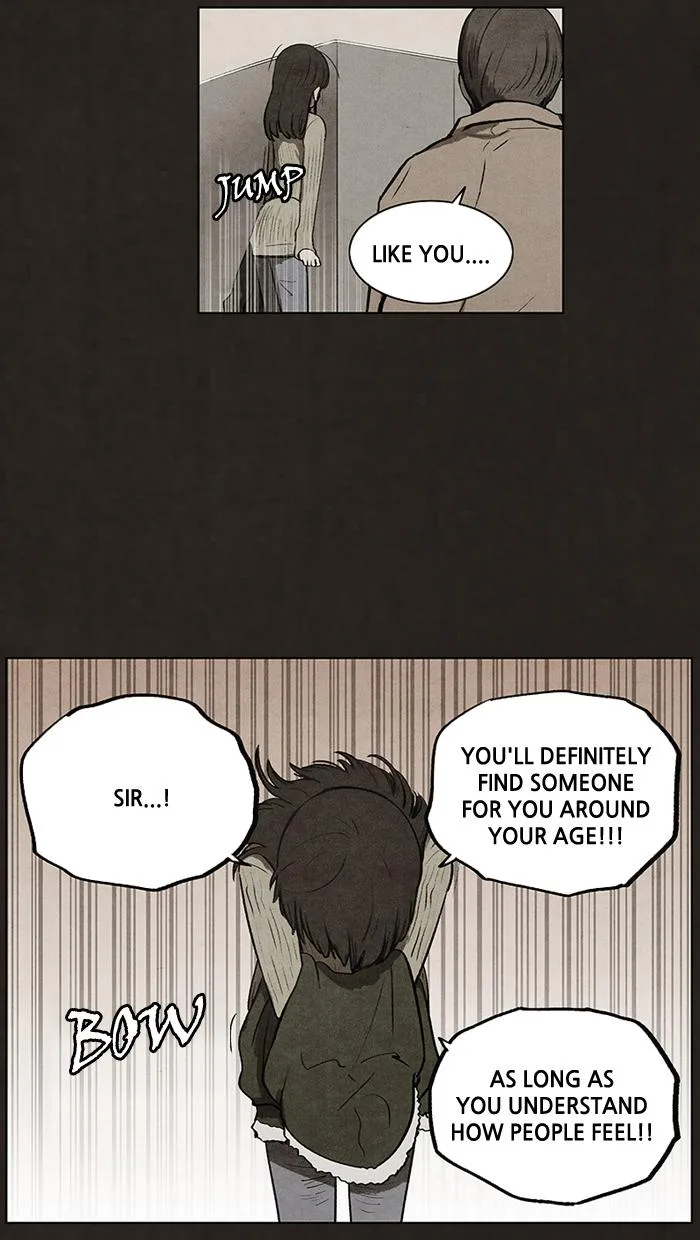 JUMP
LIKE YOU....
SIR...!
YOU'LL DEFINITELY
FIND SOMEONE
FOR YOU AROUND
YOUR AGE!!!
BOW
AS LONG AS
YOU UNDERSTAND
HOW PEOPLE FEEL!!